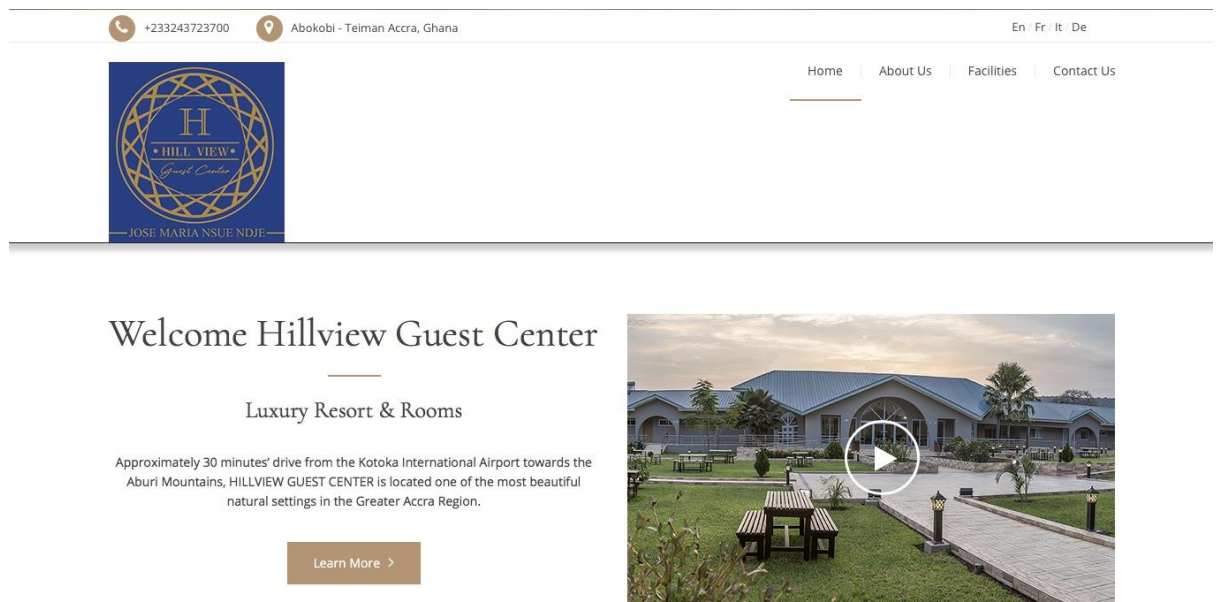 +233243723700
Abokobi - Teiman Accra, Ghana
En / Fr / It / De
Home
About Us
Facilities
Contact Us
H
• HILL VIEW •
Guest Center
JOSE MARIA NSUE NDJE
Welcome Hillview Guest Center
Luxury Resort & Rooms
Approximately 30 minutes’ drive from the Kotoka International Airport towards the
Aburi Mountains, HILLVIEW GUEST CENTER is located one of the most beautiful
natural settings in the Greater Accra Region.
Learn More >